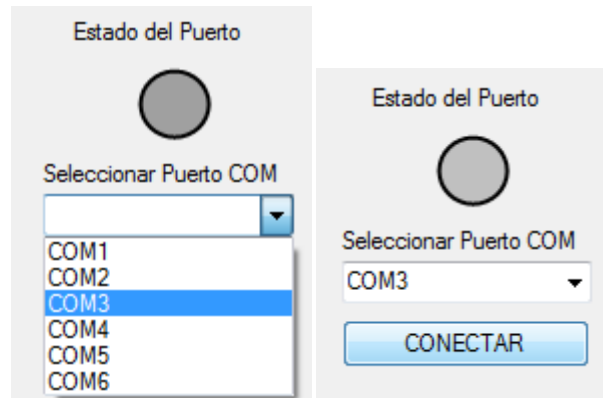 Estado del Puerto
Seleccionar Puerto COM
COM1
COM2
COM3
COM4
COM5
COM6
Estado del Puerto
Seleccionar Puerto COM
COM3
CONECTAR